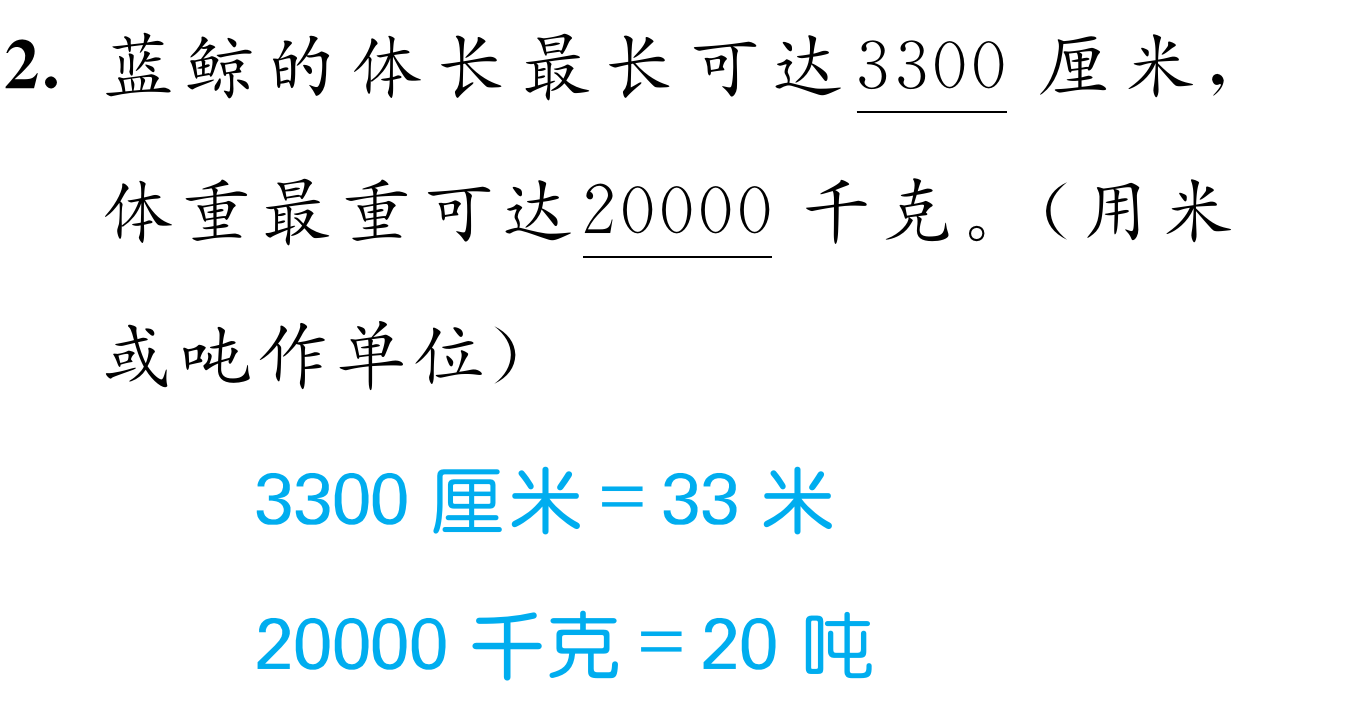 2. 蓝鲸的体长最长可达3300 厘米，
体重最重可达20000 千克。（用米
或吨作单位）
3300 厘米＝33 米
20000 千克＝20 吨